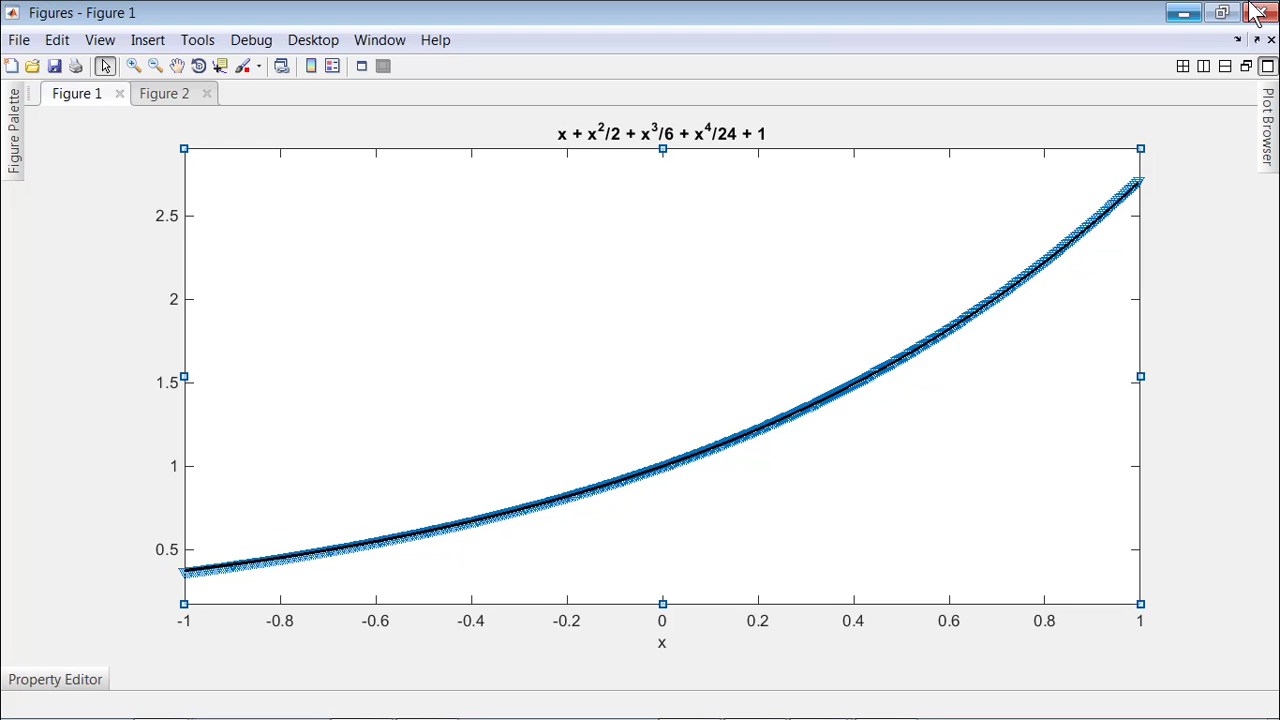 Figures - Figure 1
File Edit View Insert Tools Debug Desktop Window Help
Figure 1 Figure 2
Figure Palette
Plot Browser
x + x²/2 + x³/6 + x⁴/24 + 1
2.5
2
1.5
1
0.5
-1 -0.8 -0.6 -0.4 -0.2 0 0.2 0.4 0.6 0.8 1
x
Property Editor